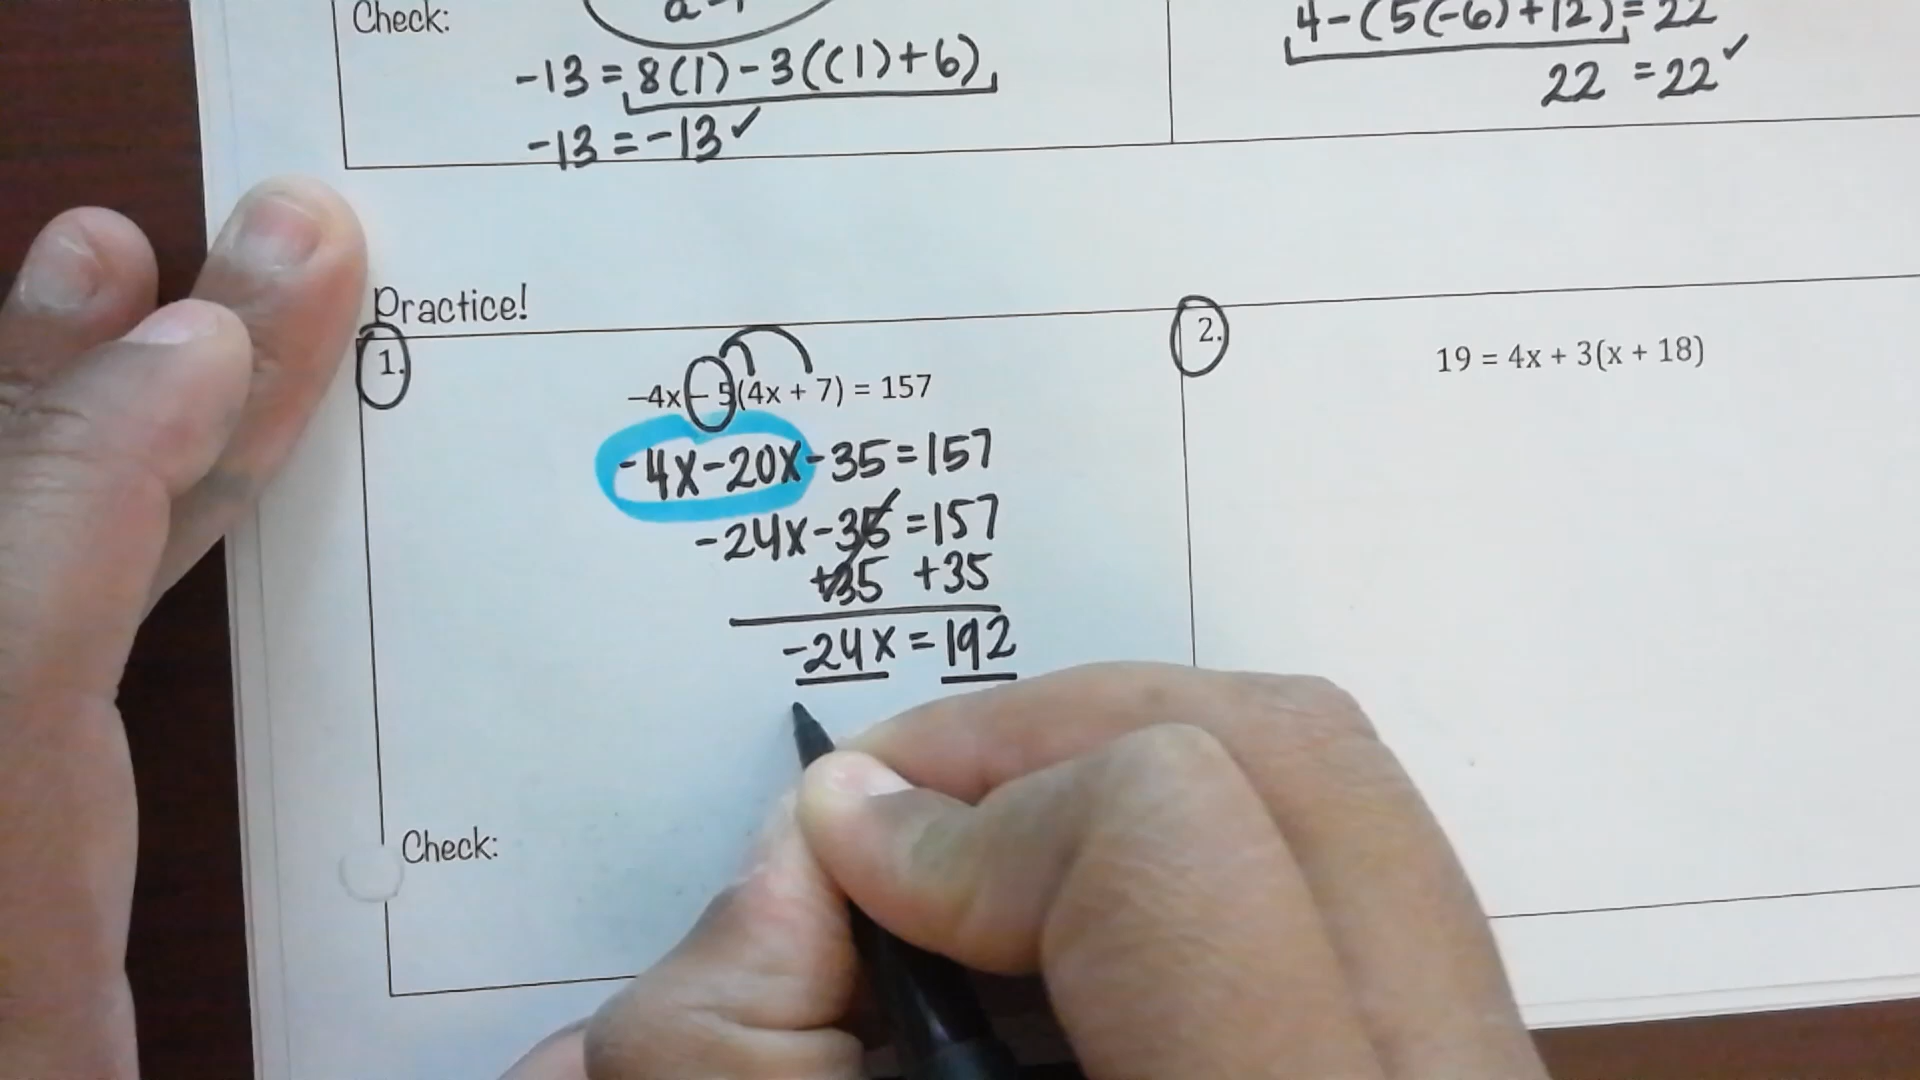 Check:
-13 = 8(1) - 3((1) + 6)
-13 = -13 ✓
4 - (5(-6) + 12) = 22
22 = 22 ✓
Practice!
1.
−4x − 5(4x + 7) = 157
-4x - 20x - 35 = 157
-24x - 35 = 157
+35 +35
-24x = 192
Check:
2.
19 = 4x + 3(x + 18)